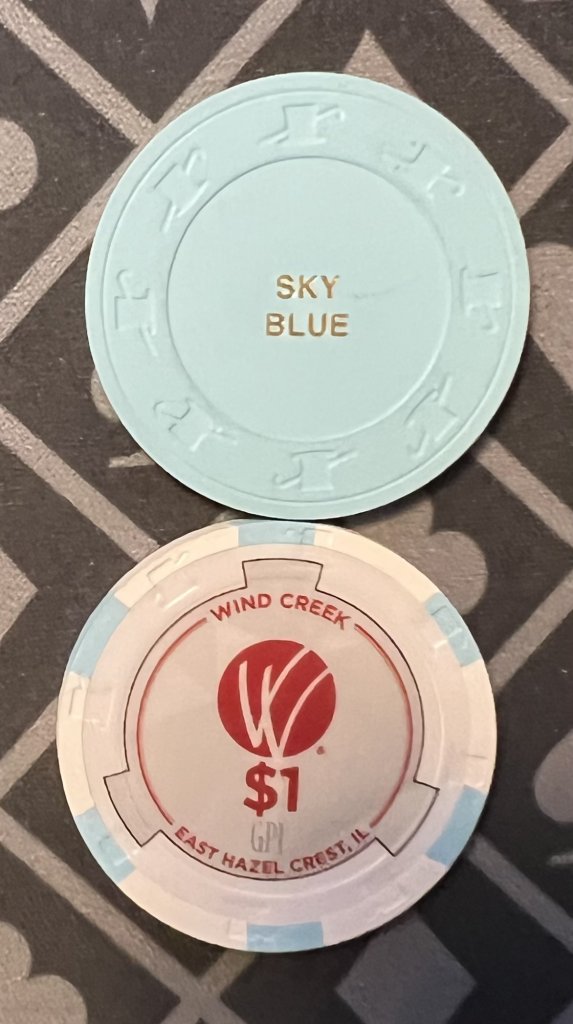 SKY
BLUE
WIND CREEK
W
$1
GPI
EAST HAZEL CREST, IL